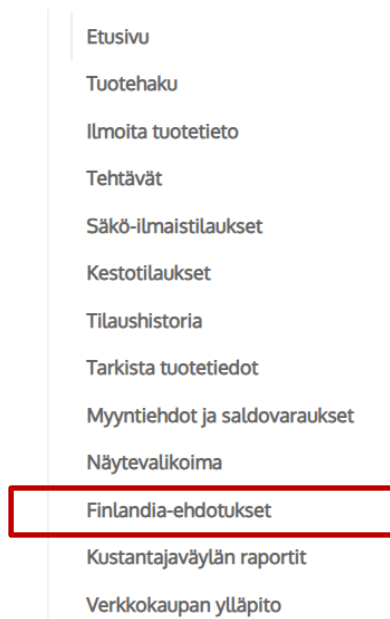 Etusivu
Tuotehaku
Ilmoita tuotetieto
Tehtävät
Säkö-ilmaistilaukset
Kestotilaukset
Tilaushistoria
Tarkista tuotetiedot
Myyntiehdot ja saldovaraukset
Näytevalikoima
Finlandia-ehdotukset
Kustantajaväylän raportit
Verkkokaupan ylläpito